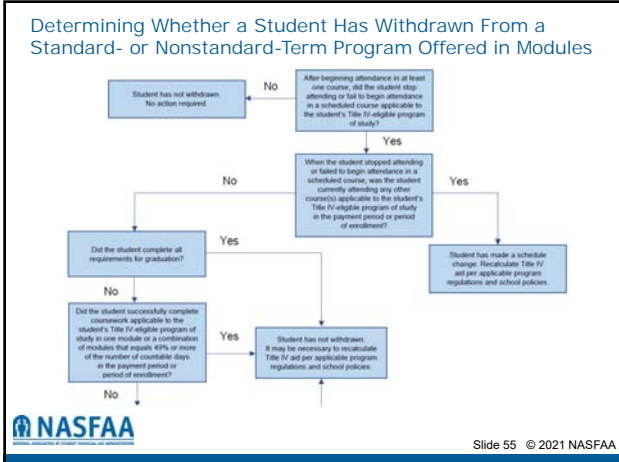 Determining Whether a Student Has Withdrawn From a
Standard- or Nonstandard-Term Program Offered in Modules
After beginning attendance in at least
one course, did the student stop
attending or fail to begin attendance
in a scheduled course applicable to
the student's Title IV-eligible program
of study?
No
Student has not withdrawn.
No action required.
Yes
When the student stopped attending
or failed to begin attendance in a
scheduled course, was the student
currently attending any other
course(s) applicable to the student's
Title IV-eligible program of study
in the payment period or period
of enrollment?
No
Yes
Student has made a schedule
change. Recalculate Title IV
aid per applicable program
regulations and school policies.
Did the student complete all
requirements for graduation?
Yes
No
Did the student successfully complete
coursework applicable to the
student's Title IV-eligible program of
study in one module or a combination
of modules that equals 49% or more
of the number of countable days
in the payment period or
period of enrollment?
Yes
Student has not withdrawn.
It may be necessary to recalculate
Title IV aid per applicable program
regulations and school policies.
No
NASFAA
NATIONAL ASSOCIATION OF STUDENT FINANCIAL AID ADMINISTRATORS
Slide 55 © 2021 NASFAA